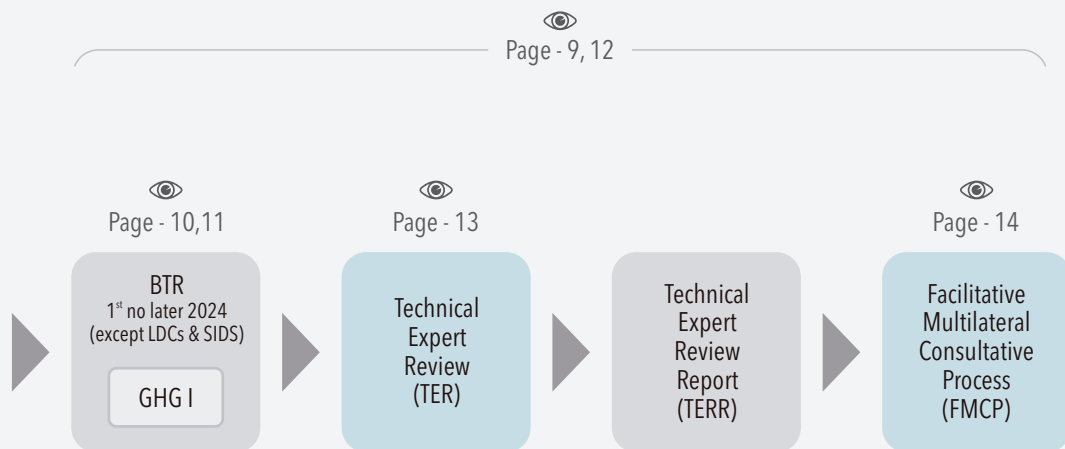 Page - 9, 12
Page - 10,11
Page - 13
Page - 14
BTR
1st no later 2024
(except LDCs & SIDS)
GHG I
Technical
Expert
Review
(TER)
Technical
Expert
Review
Report
(TERR)
Facilitative
Multilateral
Consultative
Process
(FMCP)